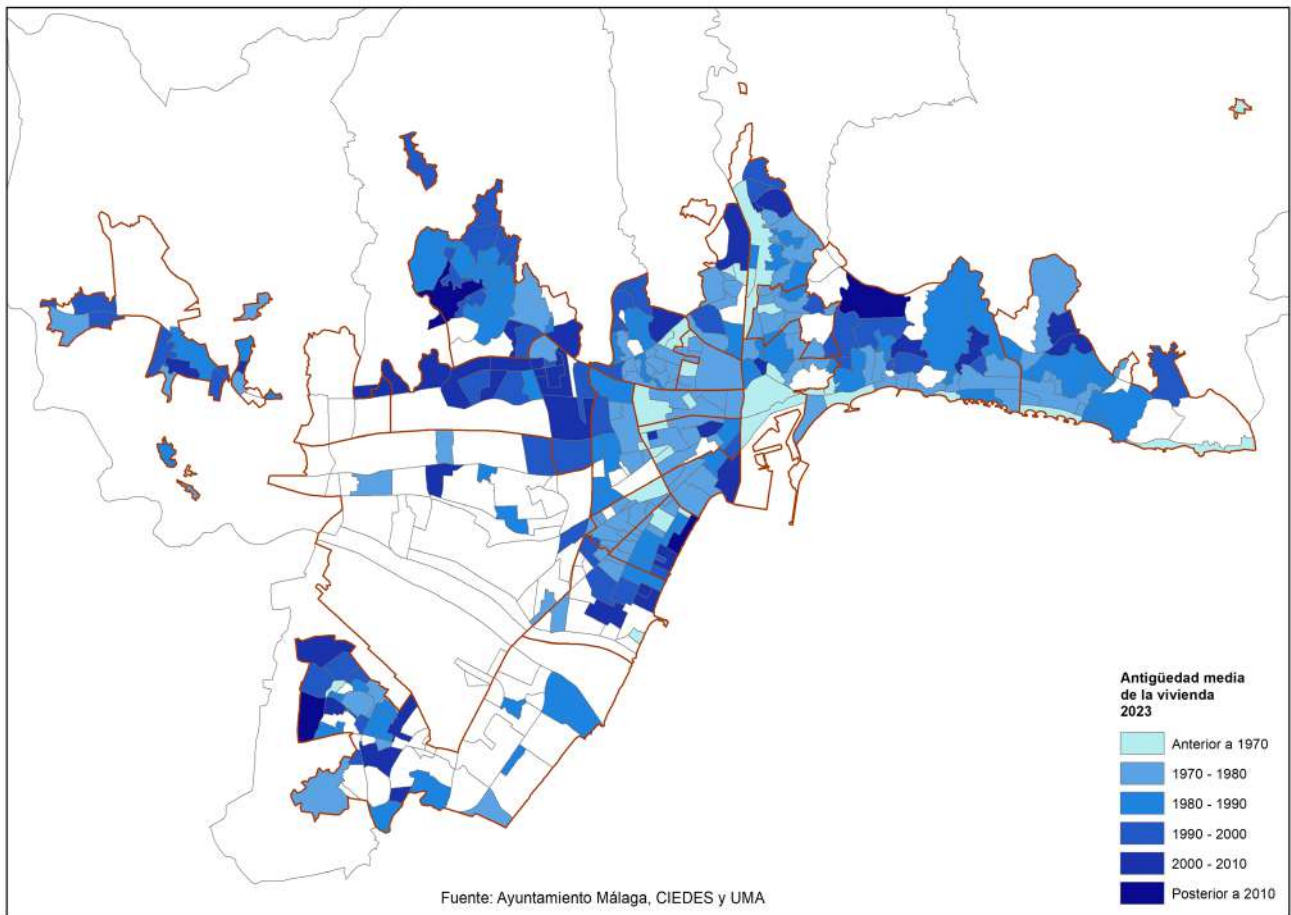 Antigüedad media
de la vivienda
2023
Anterior a 1970
1970 - 1980
1980 - 1990
1990 - 2000
2000 - 2010
Posterior a 2010
Fuente: Ayuntamiento Málaga, CIEDES y UMA